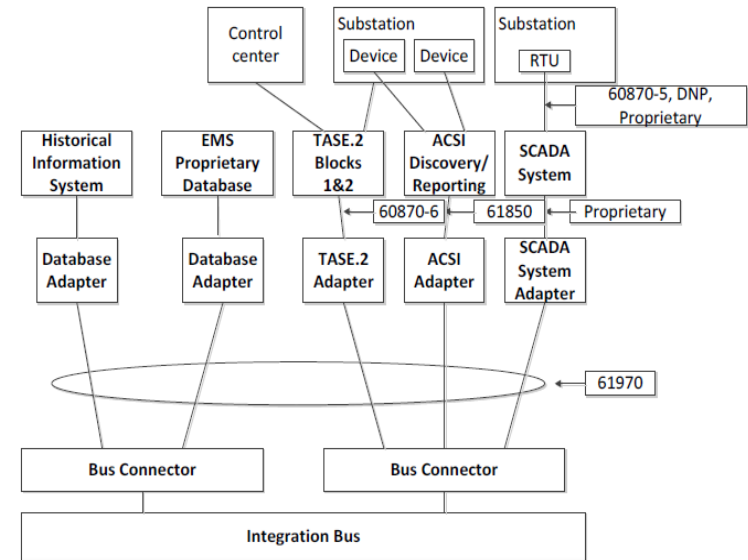 Control
center
Substation
Device
Device
Substation
RTU
60870-5, DNP,
Proprietary
Historical
Information
System
EMS
Proprietary
Database
TASE.2
Blocks
1&2
ACSI
Discovery/
Reporting
SCADA
System
60870-6
61850
Proprietary
Database
Adapter
Database
Adapter
TASE.2
Adapter
ACSI
Adapter
SCADA
System
Adapter
61970
Bus Connector
Bus Connector
Integration Bus